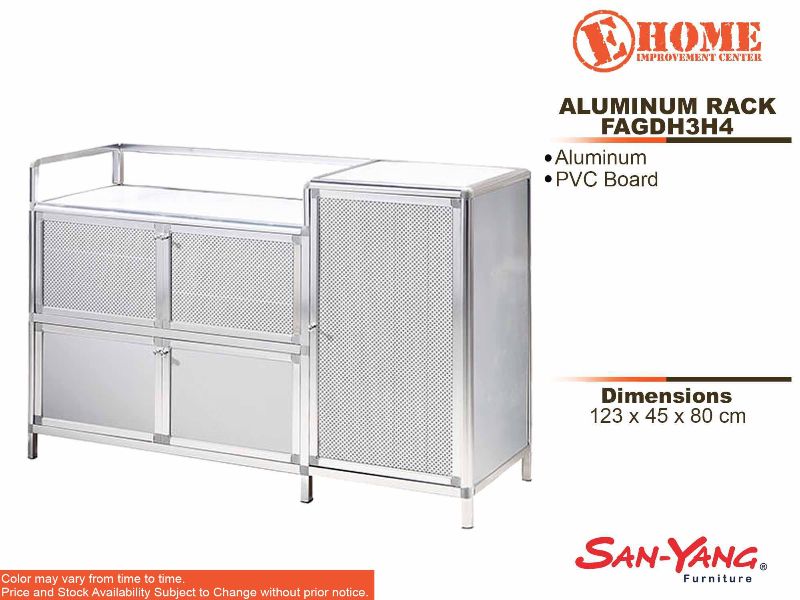 E HOME
IMPROVEMENT CENTER
ALUMINUM RACK
FAGDH3H4
•Aluminum
•PVC Board
Dimensions
123 x 45 x 80 cm
SAN-YANG®
Furniture
Color may vary from time to time.
Price and Stock Availability Subject to Change without prior notice.